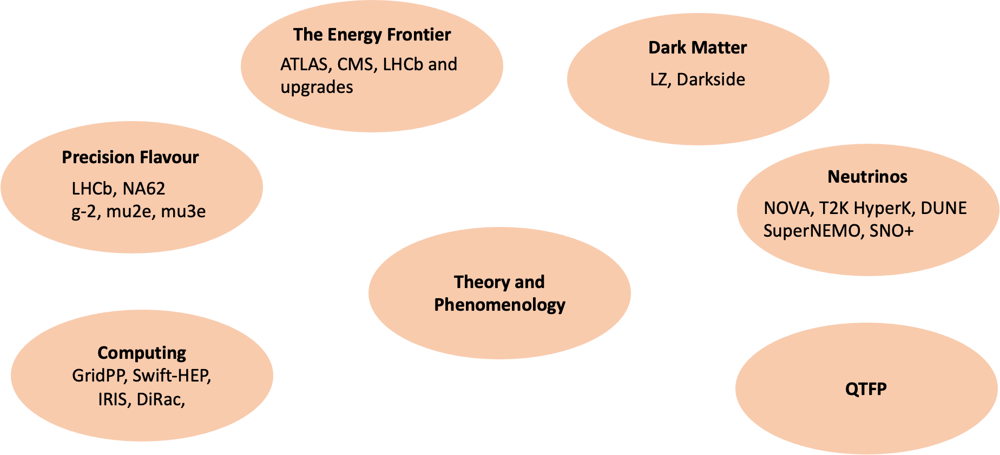 The Energy Frontier
ATLAS, CMS, LHCb and
upgrades
Dark Matter
LZ, Darkside
Precision Flavour
LHCb, NA62
g-2, mu2e, mu3e
Neutrinos
NOVA, T2K HyperK, DUNE
SuperNEMO, SNO+
Theory and
Phenomenology
Computing
GridPP, Swift-HEP,
IRIS, DiRac,
QTFP